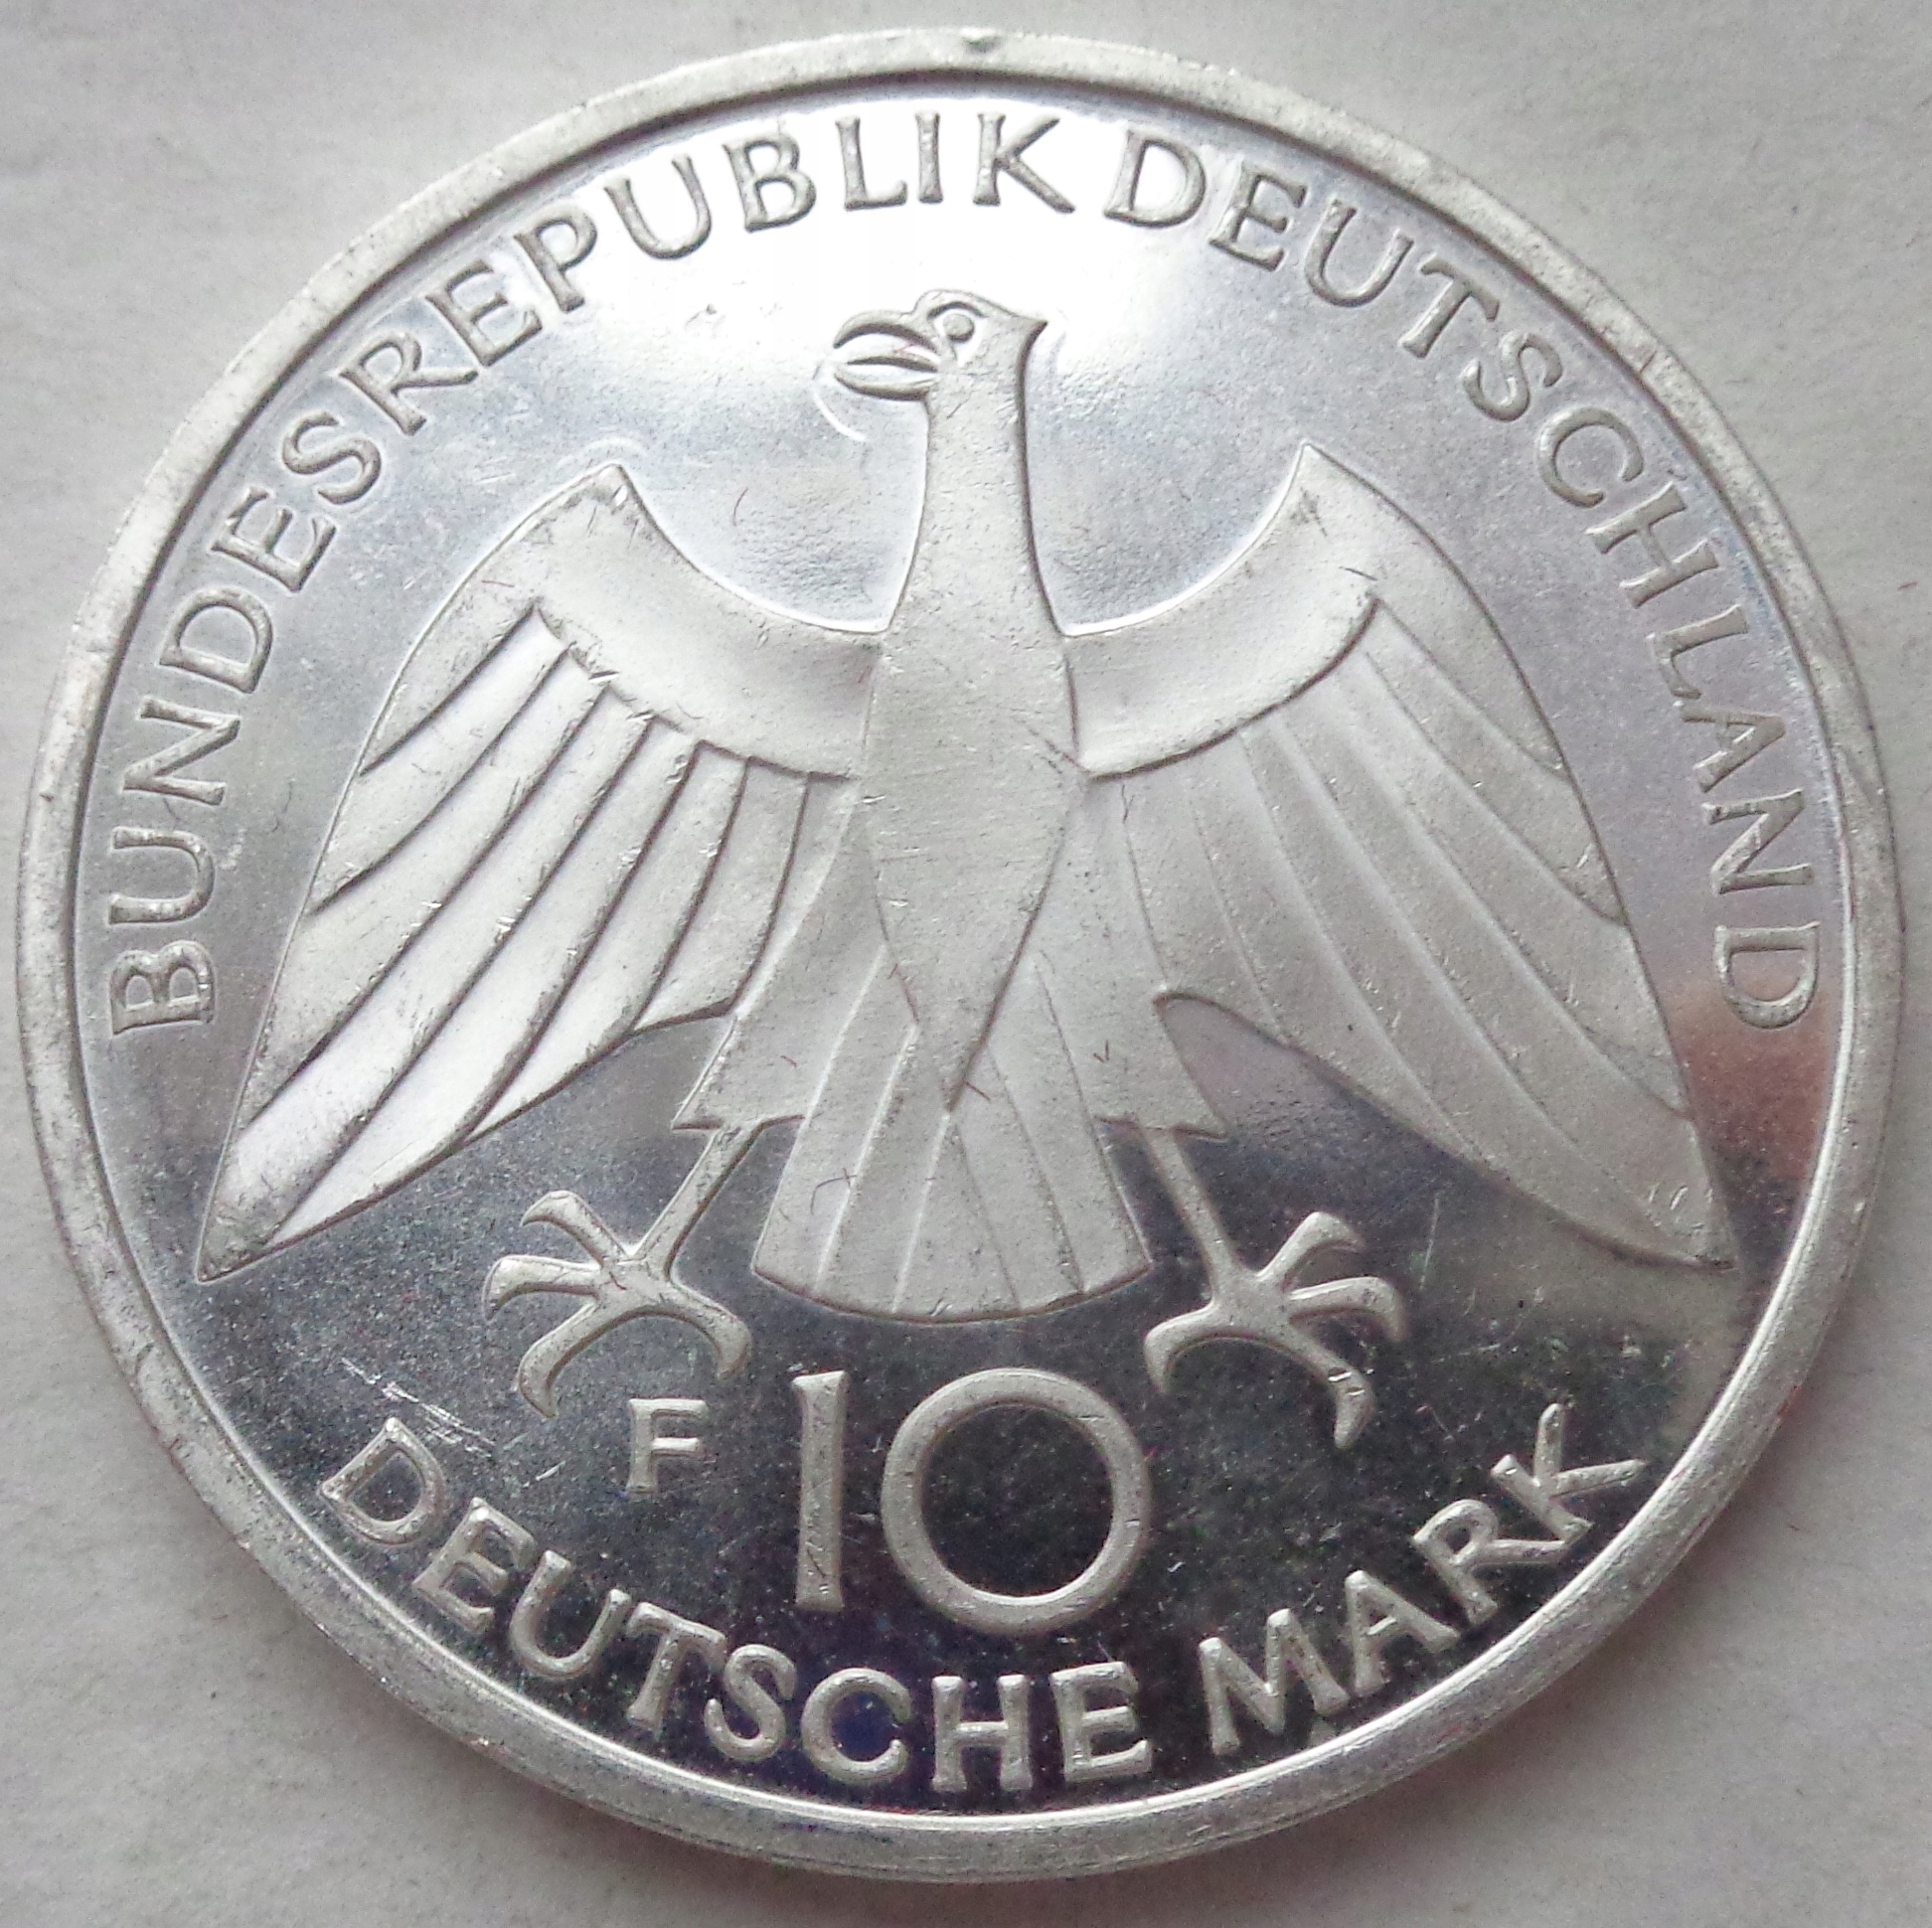 BUNDESREPUBLIK DEUTSCHLAND
F 10
DEUTSCHE MARK